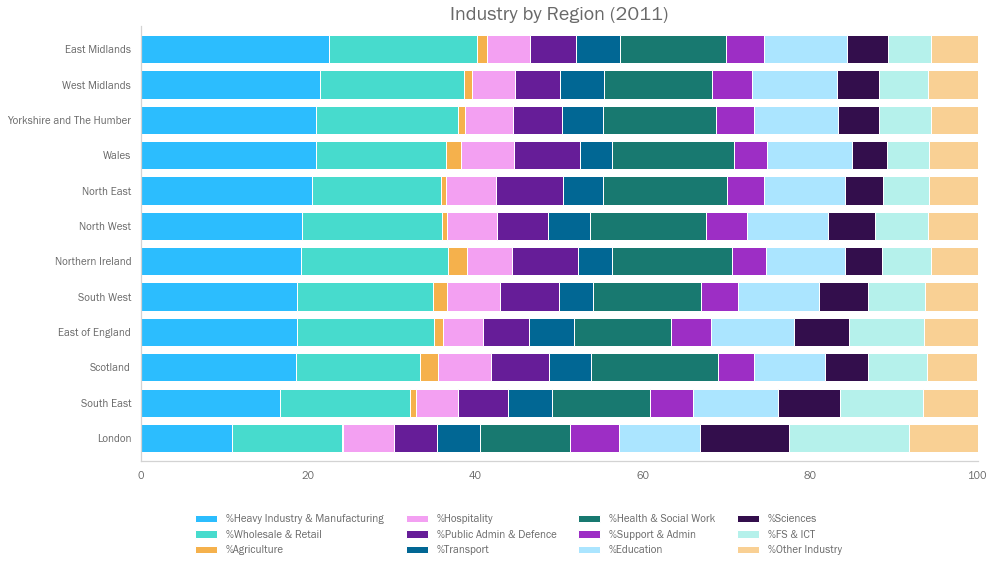 Industry by Region (2011)
East Midlands
West Midlands
Yorkshire and The Humber
Wales
North East
North West
Northern Ireland
South West
East of England
Scotland
South East
London
0 20 40 60 80 100
%Heavy Industry & Manufacturing %Hospitality %Health & Social Work %Sciences
%Wholesale & Retail %Public Admin & Defence %Support & Admin %FS & ICT
%Agriculture %Transport %Education %Other Industry